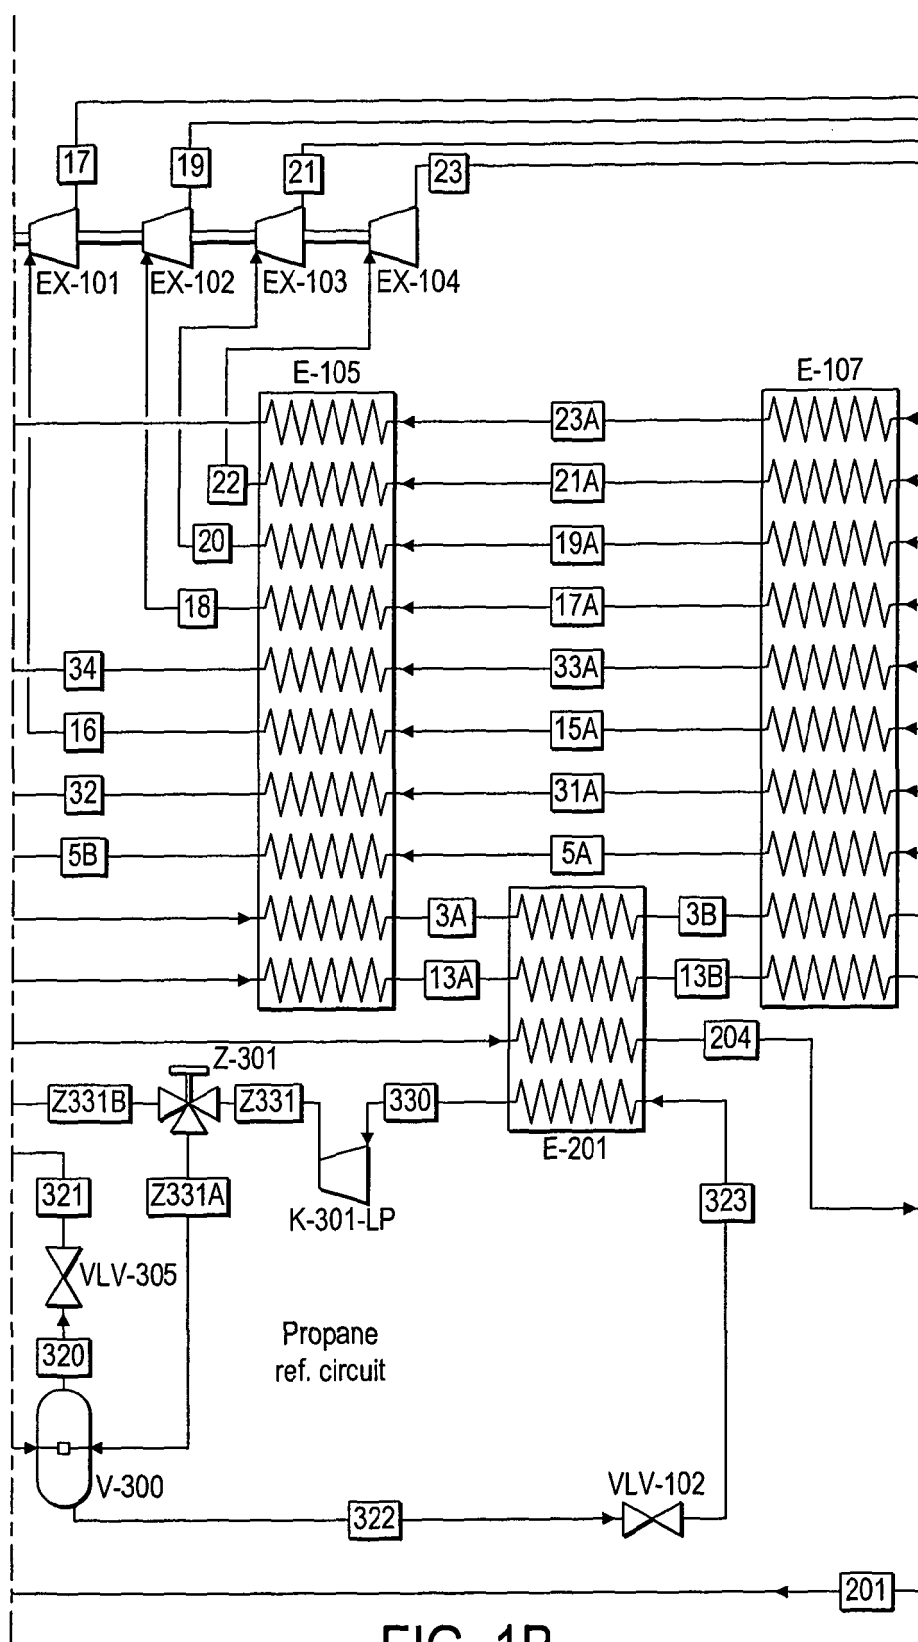 17
19
21
23
EX-101
EX-102
EX-103
EX-104
E-105
E-107
23A
22
21A
20
19A
18
17A
34
33A
16
15A
32
31A
5B
5A
3A
3B
13A
13B
204
Z-301
Z331B
Z331
330
E-201
321
Z331A
K-301-LP
323
VLV-305
320
Propane
ref. circuit
V-300
VLV-102
322
201
FIG. 1B